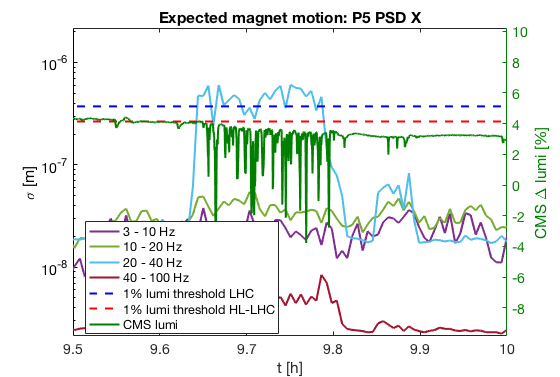 Expected magnet motion: P5 PSD X
10⁻⁶
10⁻⁷
10⁻⁸
σ [m]
10
8
6
4
2
0
-2
-4
-6
-8
CMS Δ lumi [%]
3 - 10 Hz
10 - 20 Hz
20 - 40 Hz
40 - 100 Hz
1% lumi threshold LHC
1% lumi threshold HL-LHC
CMS lumi
9.5 9.6 9.7 9.8 9.9 10
t [h]